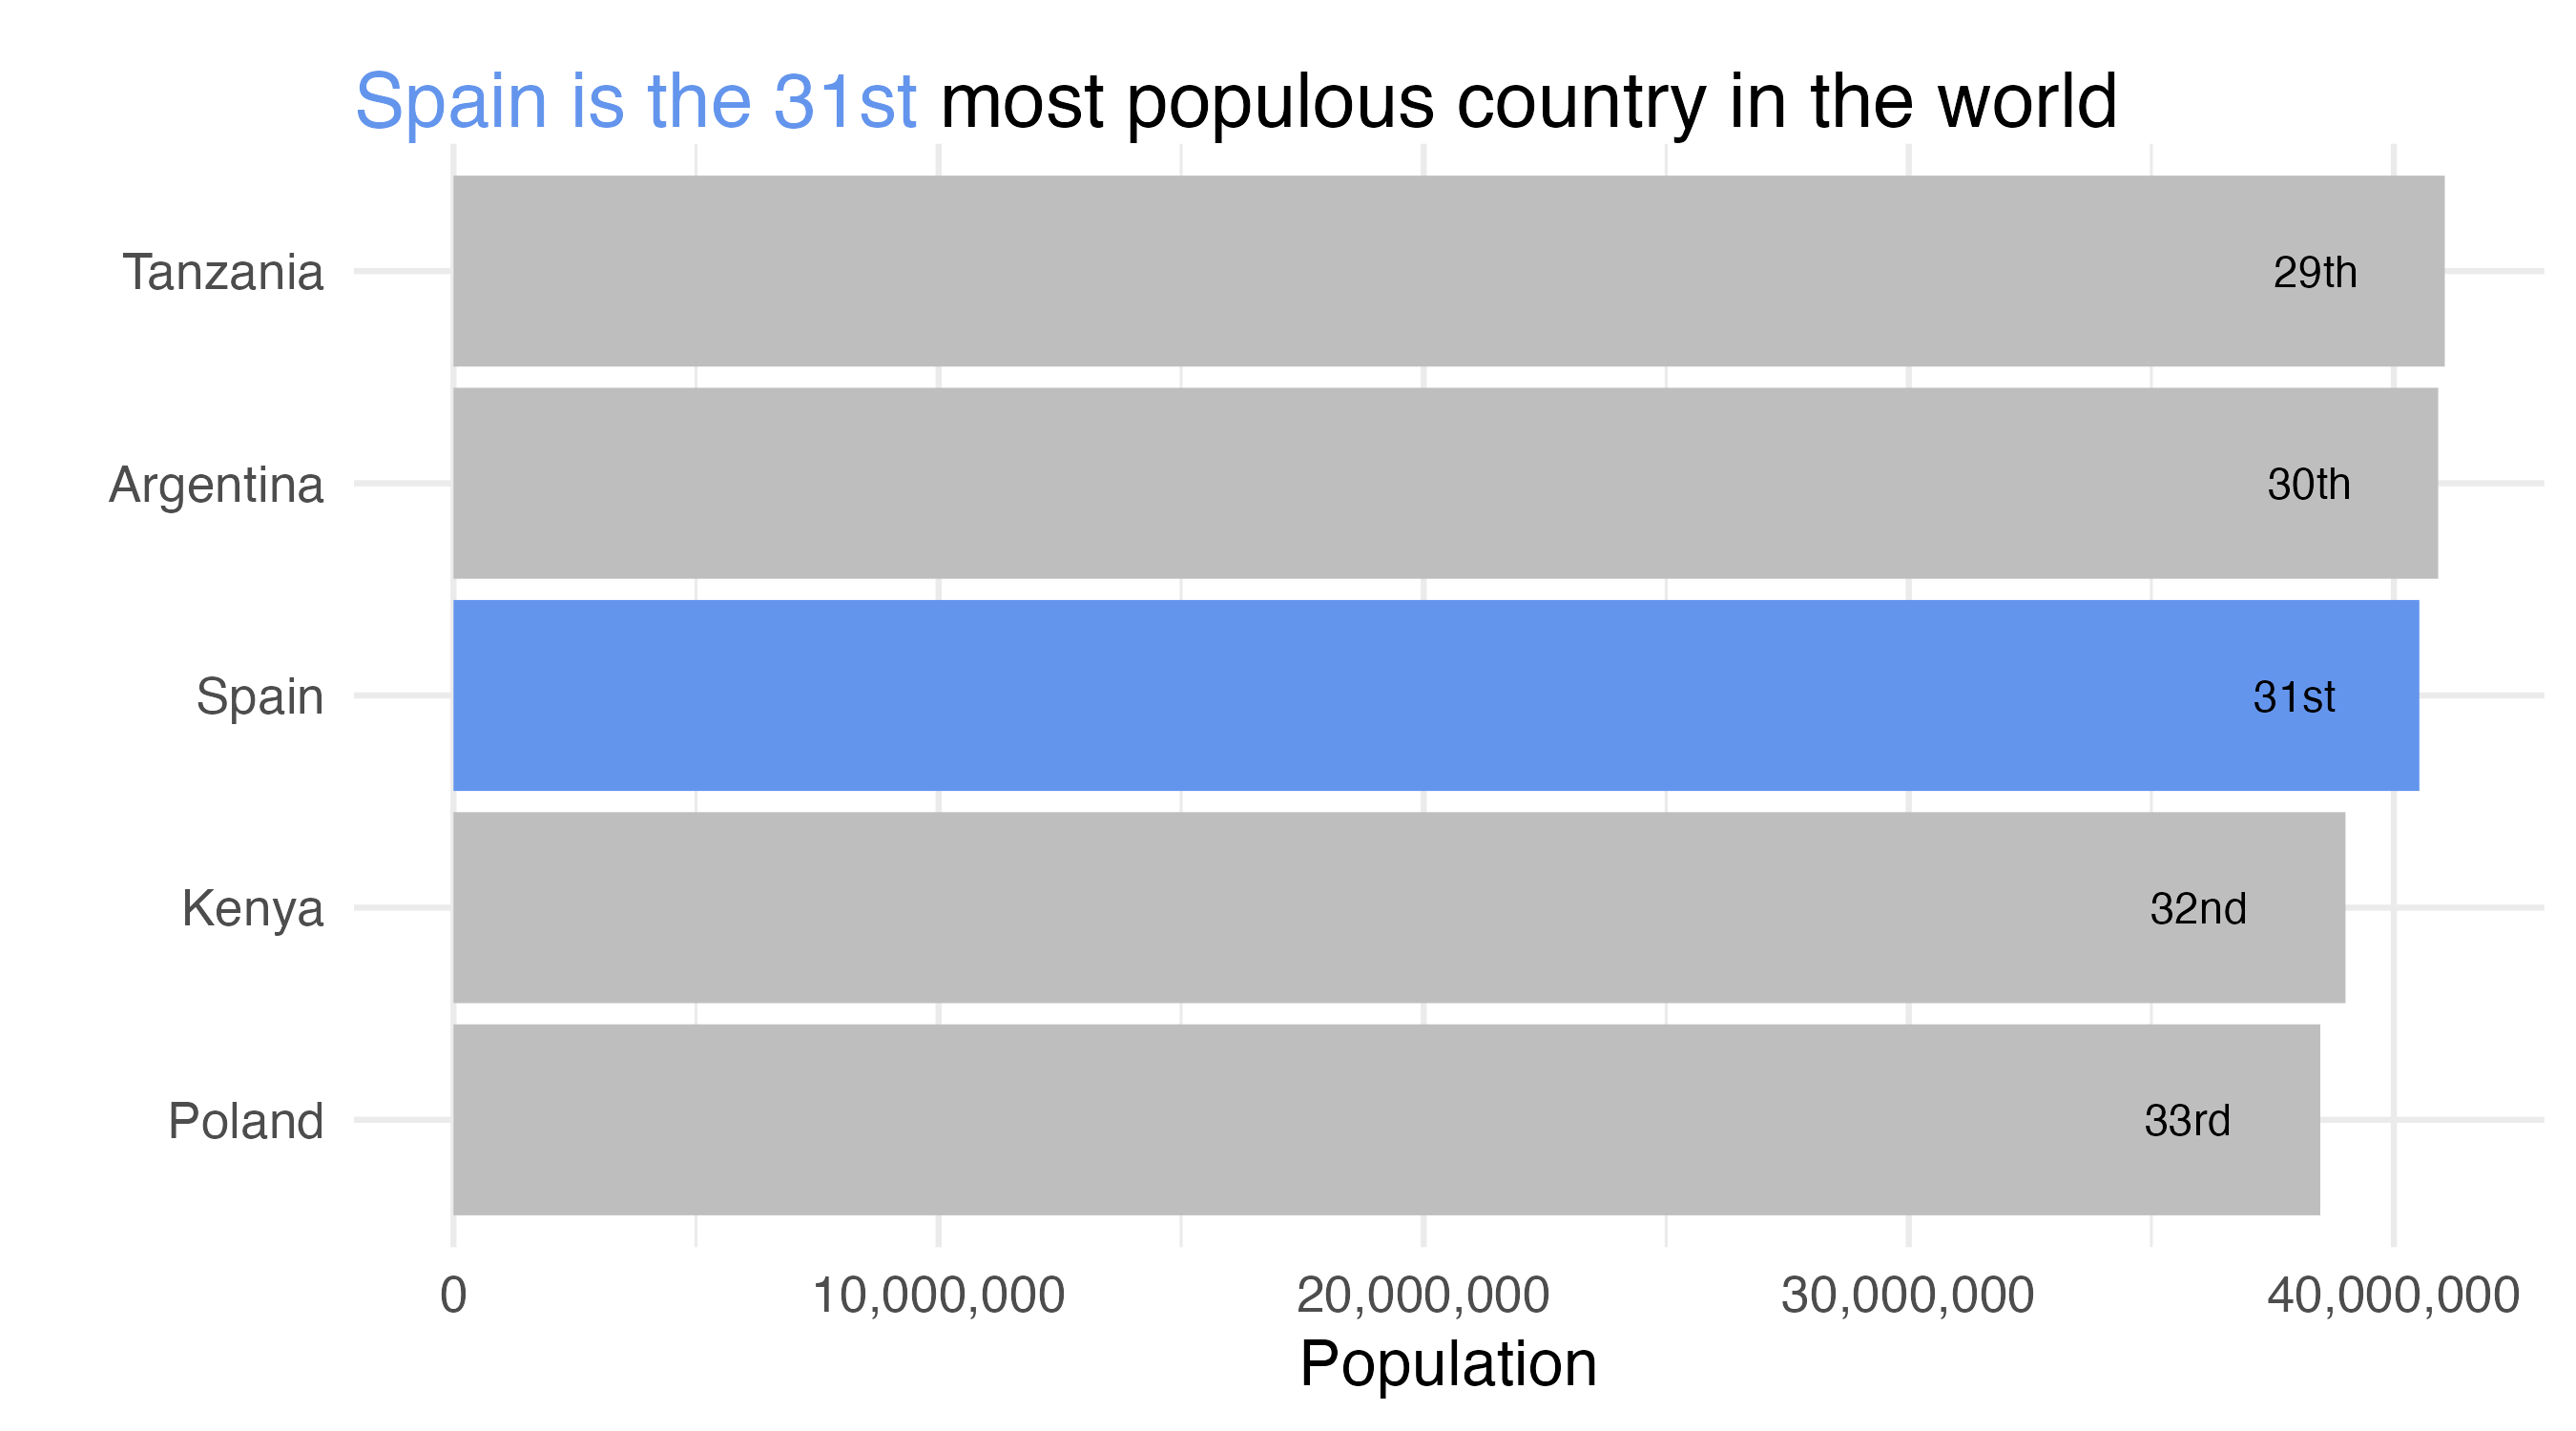 Spain is the 31st most populous country in the world
Tanzania
29th
Argentina
30th
Spain
31st
Kenya
32nd
Poland
33rd
0 10,000,000 20,000,000 30,000,000 40,000,000
Population